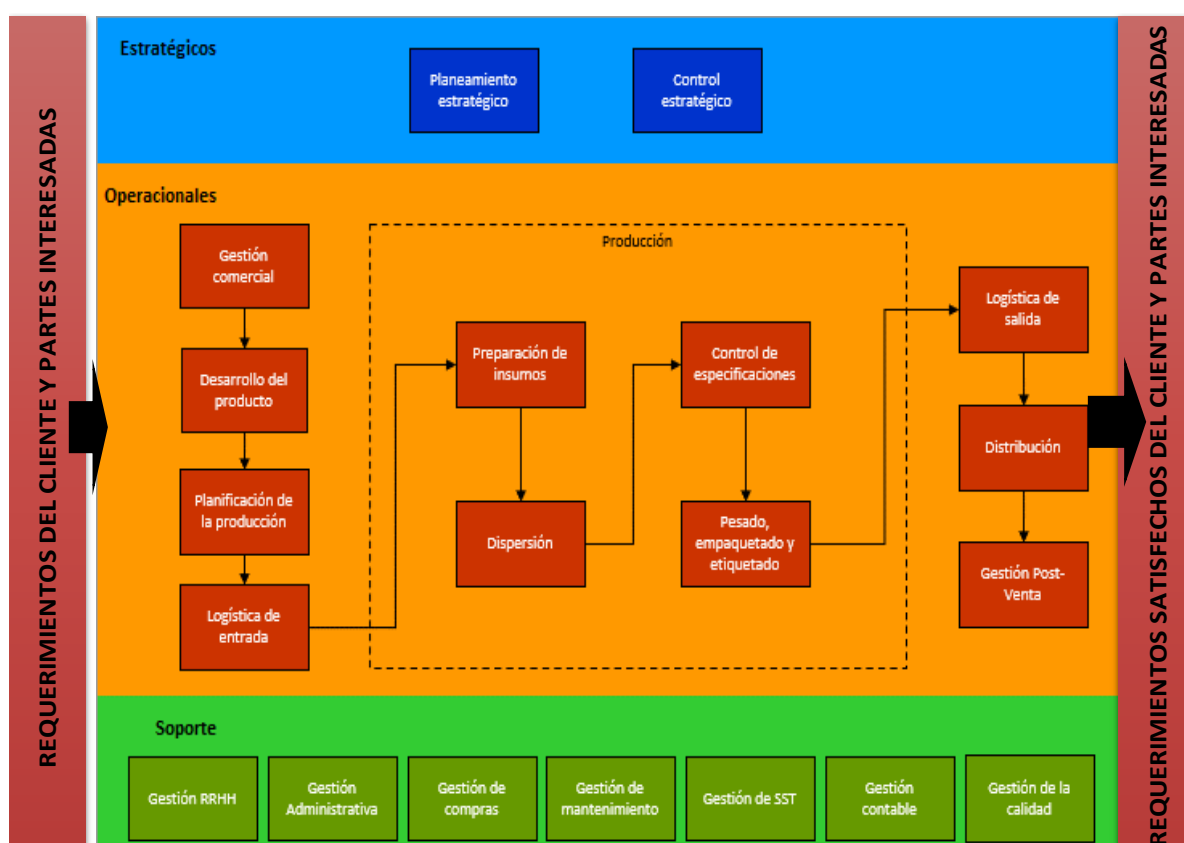 REQUERIMIENTOS DEL CLIENTE Y PARTES INTERESADAS
Estratégicos
Planeamiento
estratégico
Control
estratégico
Operacionales
Gestión
comercial
Desarrollo del
producto
Planificación de
la producción
Logística de
entrada
Producción
Preparación de
insumos
Dispersión
Control de
especificaciones
Pesado,
empaquetado y
etiquetado
Logística de
salida
Distribución
Gestión Post-
Venta
Soporte
Gestión RRHH
Gestión
Administrativa
Gestión de
compras
Gestión de
mantenimiento
Gestión de SST
Gestión
contable
Gestión de la
calidad
REQUERIMIENTOS SATISFECHOS DEL CLIENTE Y PARTES INTERESADAS